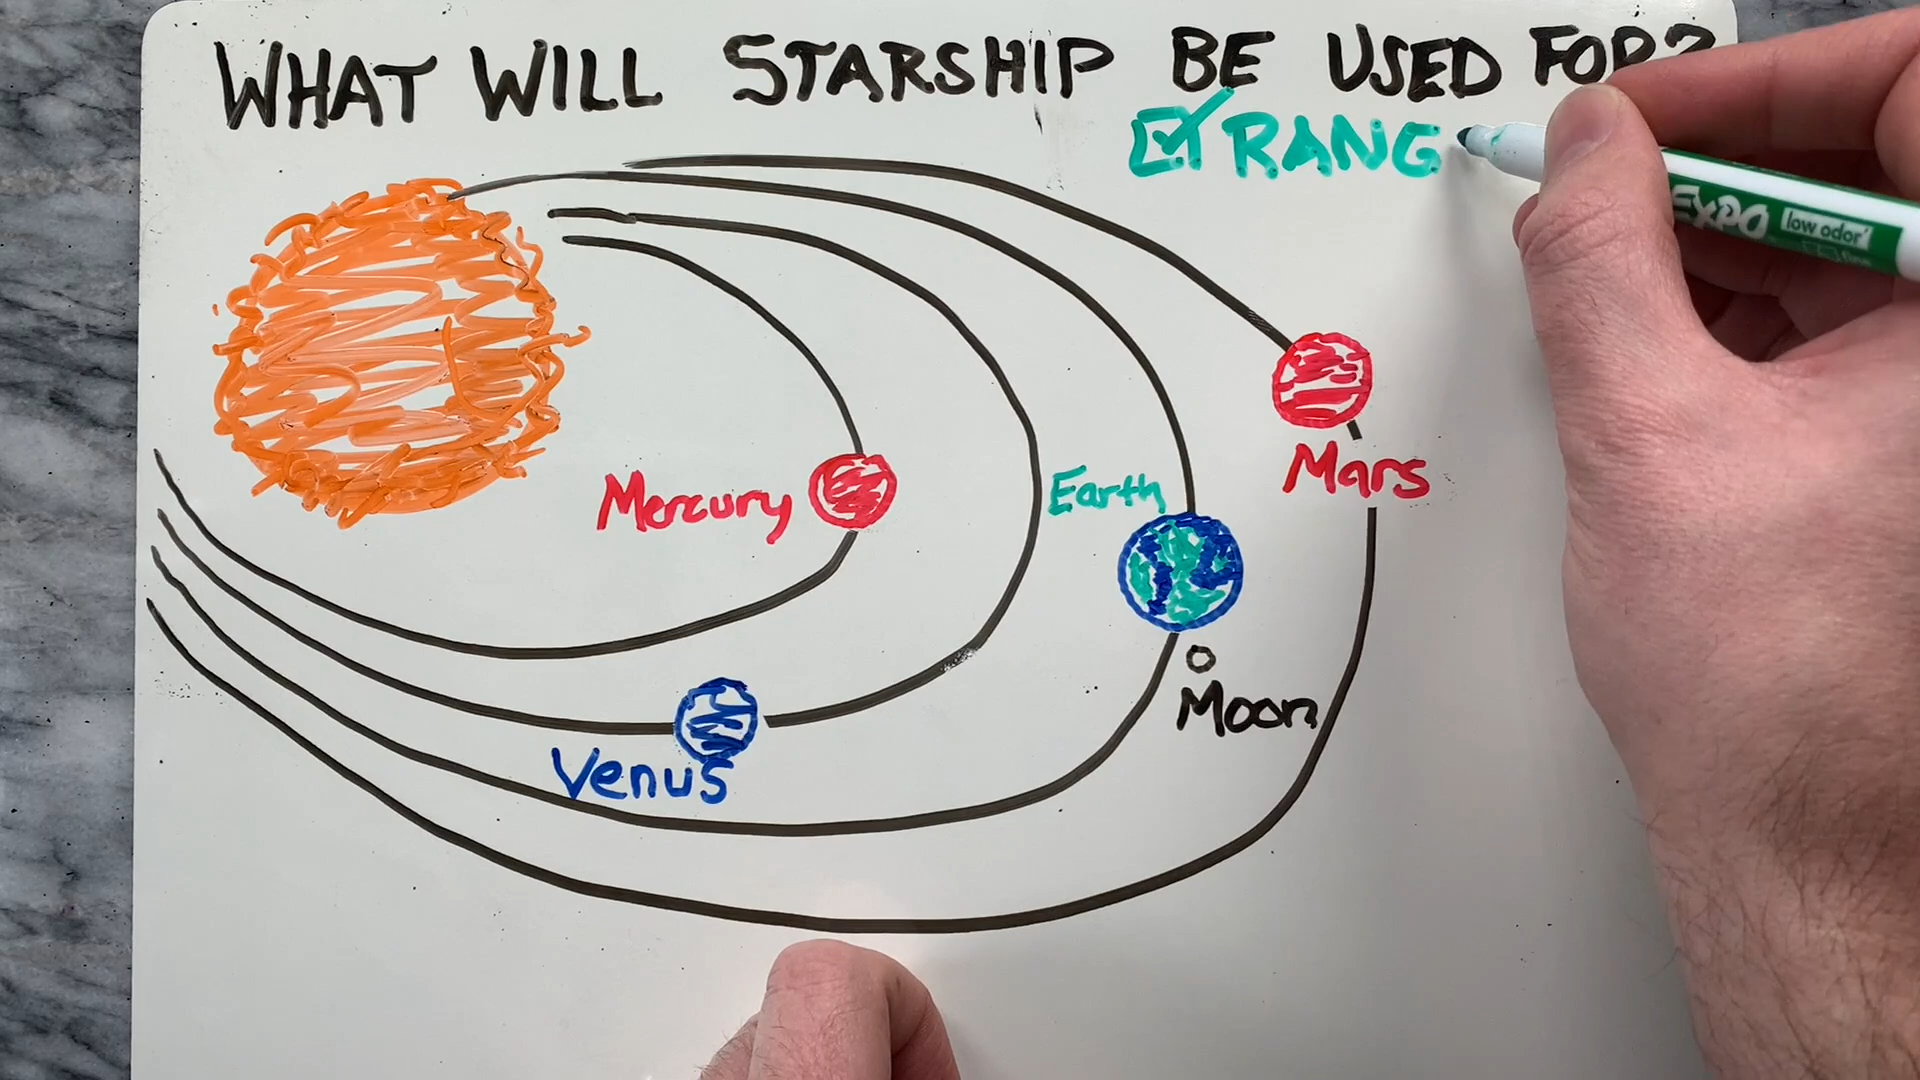 WHAT WILL STARSHIP BE USED FOR?
RANG
EXPO low odor
Mars
Earth
Mercury
Moon
Venus